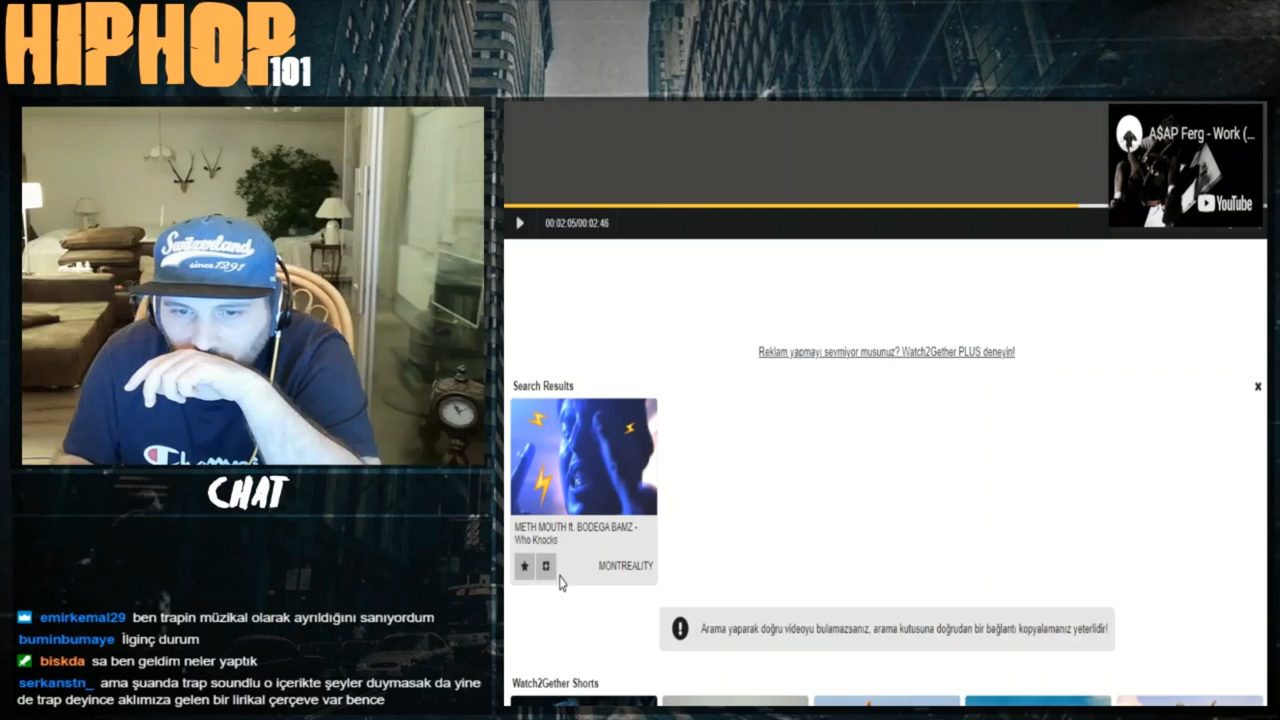 HIPHOP
101
Switzerland
since 1291
Champion
A$AP Ferg - Work (...
YouTube
00:02:05/00:02:46
Reklam yapmayı sevmiyor musunuz? Watch2Gether PLUS deneyin!
Search Results
METH MOUTH ft. BODEGA BAMZ -
Who Knocks
MONTREALITY
Arama yaparak doğru videoyu bulamazsanız, arama kutusuna doğrudan bir bağlantı kopyalamanız yeterlidir!
Watch2Gether Shorts
CHAT
emirkemal29 ben trapin müzikal olarak ayrıldığını sanıyordum
buminbumaye İlginç durum
biskda sa ben geldim neler yaptık
serkanstn_ ama şuanda trap soundlu o içerikte şeyler duymasak da yine
de trap deyince aklımıza gelen bir lirikal çerçeve var bence